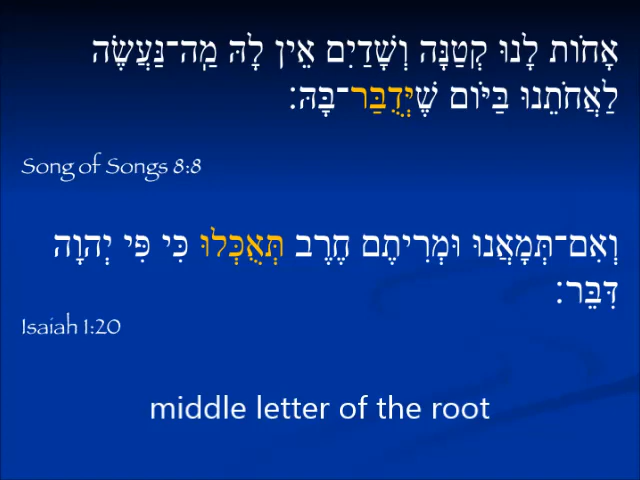 אָחוֹת לָנוּ קְטַנָּה וְשָׁדַיִם אֵין לָהּ מַה־נַּעֲשֶׂה
לַאֲחֹתֵנוּ בַּיּוֹם שֶׁיְּדֻבַּר־בָּהּ׃
Song of Songs 8:8
וְאִם־תְּמָאֲנוּ וּמְרִיתֶם חֶרֶב תְּאֻכְּלוּ כִּי פִּי יְהוָה
דִּבֵּר׃
Isaiah 1:20
middle letter of the root